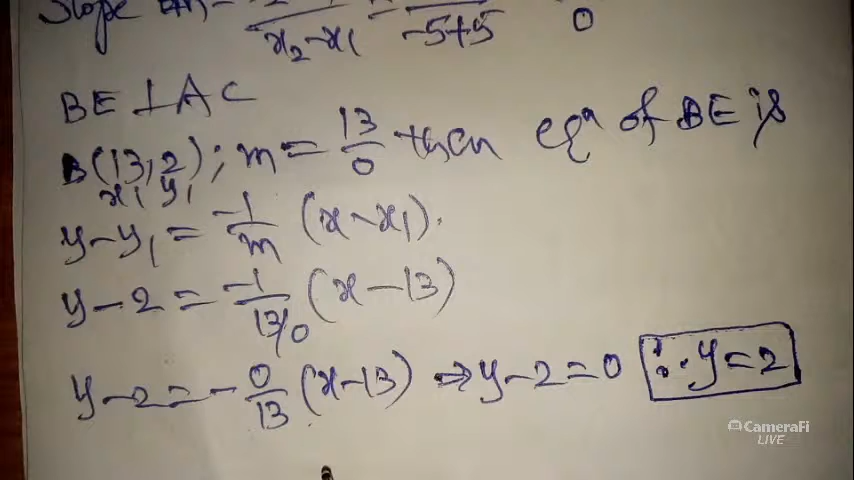 Slope = /x₂-x₁ = /-5+5 0
BE ⊥ AC
B(13,2); m = 13/0 then eqⁿ of BE is
x₁ y₁
y-y₁ = -1/m (x-x₁).
y-2 = -1/13/0 (x-13)
y-2 = -0/13 (x-13) ⇒ y-2=0 ∴ y=2
CameraFi
LIVE